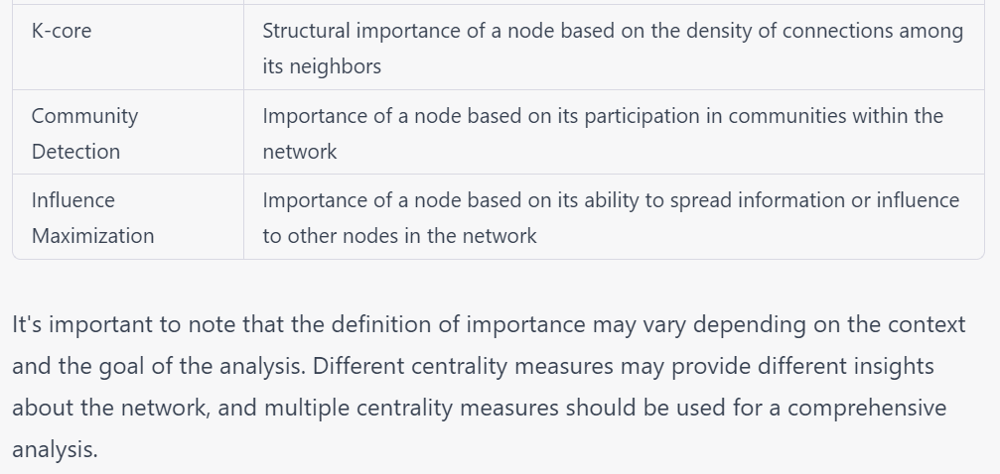 K-core
Structural importance of a node based on the density of connections among
its neighbors
Community
Detection
Importance of a node based on its participation in communities within the
network
Influence
Maximization
Importance of a node based on its ability to spread information or influence
to other nodes in the network
It's important to note that the definition of importance may vary depending on the context
and the goal of the analysis. Different centrality measures may provide different insights
about the network, and multiple centrality measures should be used for a comprehensive
analysis.